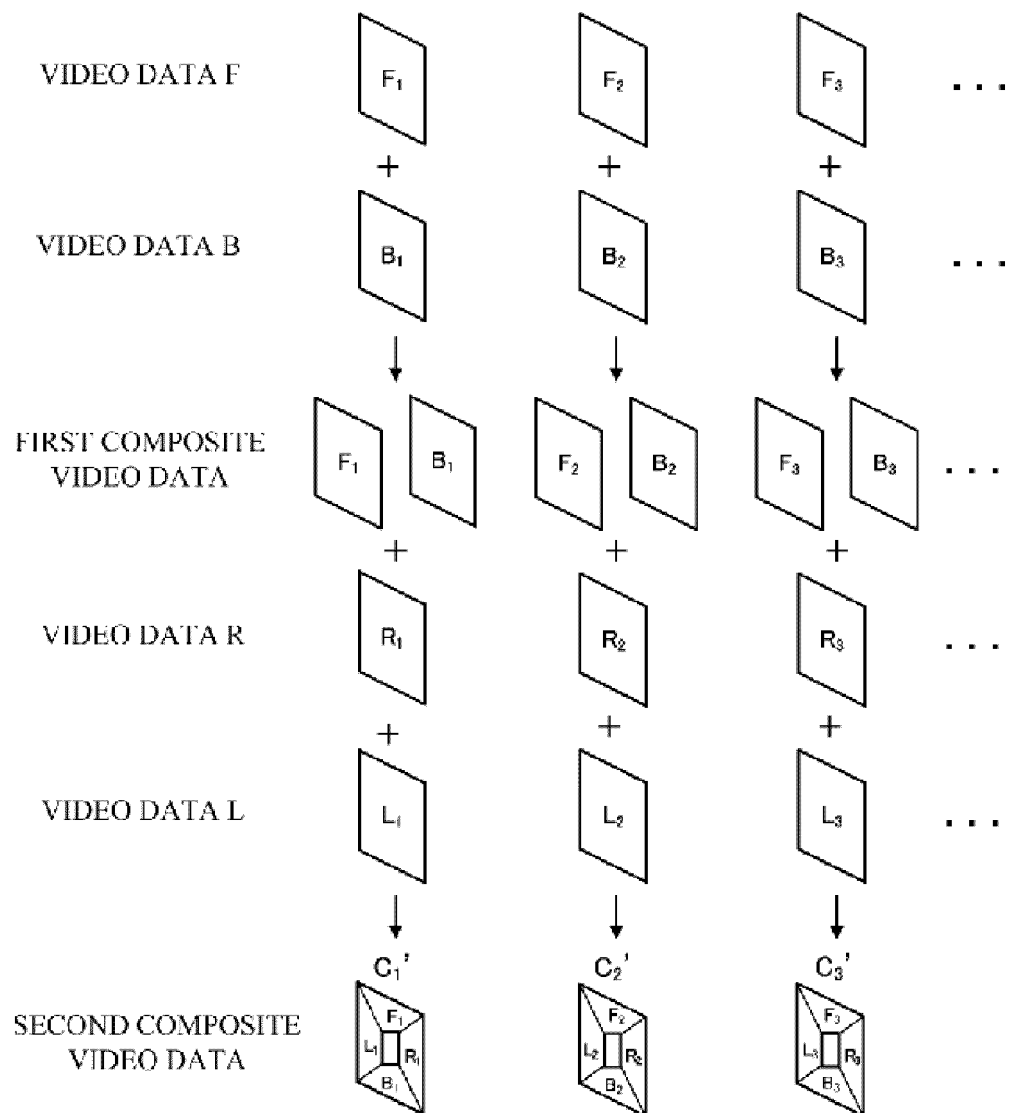 VIDEO DATA F F₁ F₂ F₃ . . .
+ + +
VIDEO DATA B B₁ B₂ B₃ . . .
FIRST COMPOSITE
VIDEO DATA F₁ B₁ F₂ B₂ F₃ B₃ . . .
+ + +
VIDEO DATA R R₁ R₂ R₃ . . .
+ + +
VIDEO DATA L L₁ L₂ L₃ . . .
C₁' C₂' C₃'
SECOND COMPOSITE
VIDEO DATA
F₁ L₁ R₁ B₁
F₂ L₂ R₂ B₂
F₃ L₃ R₃ B₃